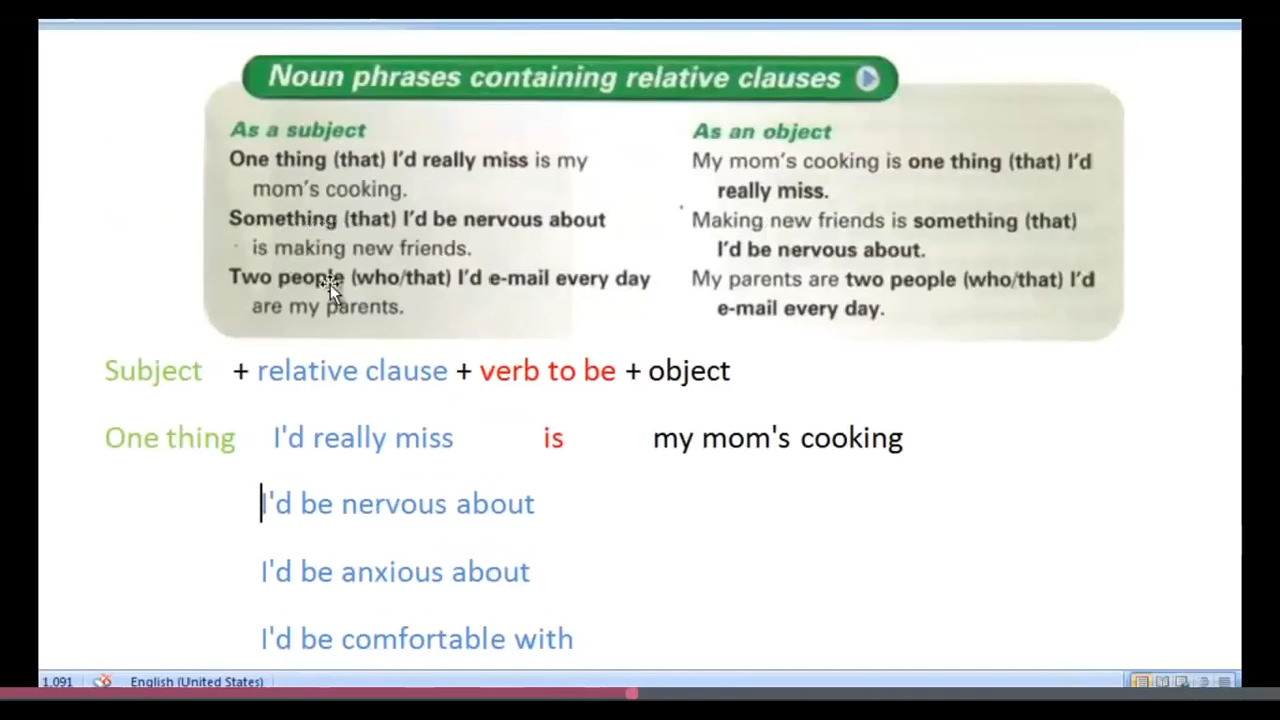 Noun phrases containing relative clauses
As a subject
One thing (that) I'd really miss is my
mom's cooking.
Something (that) I'd be nervous about
is making new friends.
Two people (who/that) I'd e-mail every day
are my parents.
As an object
My mom's cooking is one thing (that) I'd
really miss.
Making new friends is something (that)
I'd be nervous about.
My parents are two people (who/that) I'd
e-mail every day.
Subject + relative clause + verb to be + object
One thing I'd really miss is my mom's cooking
I'd be nervous about
I'd be anxious about
I'd be comfortable with
1,091 English (United States)